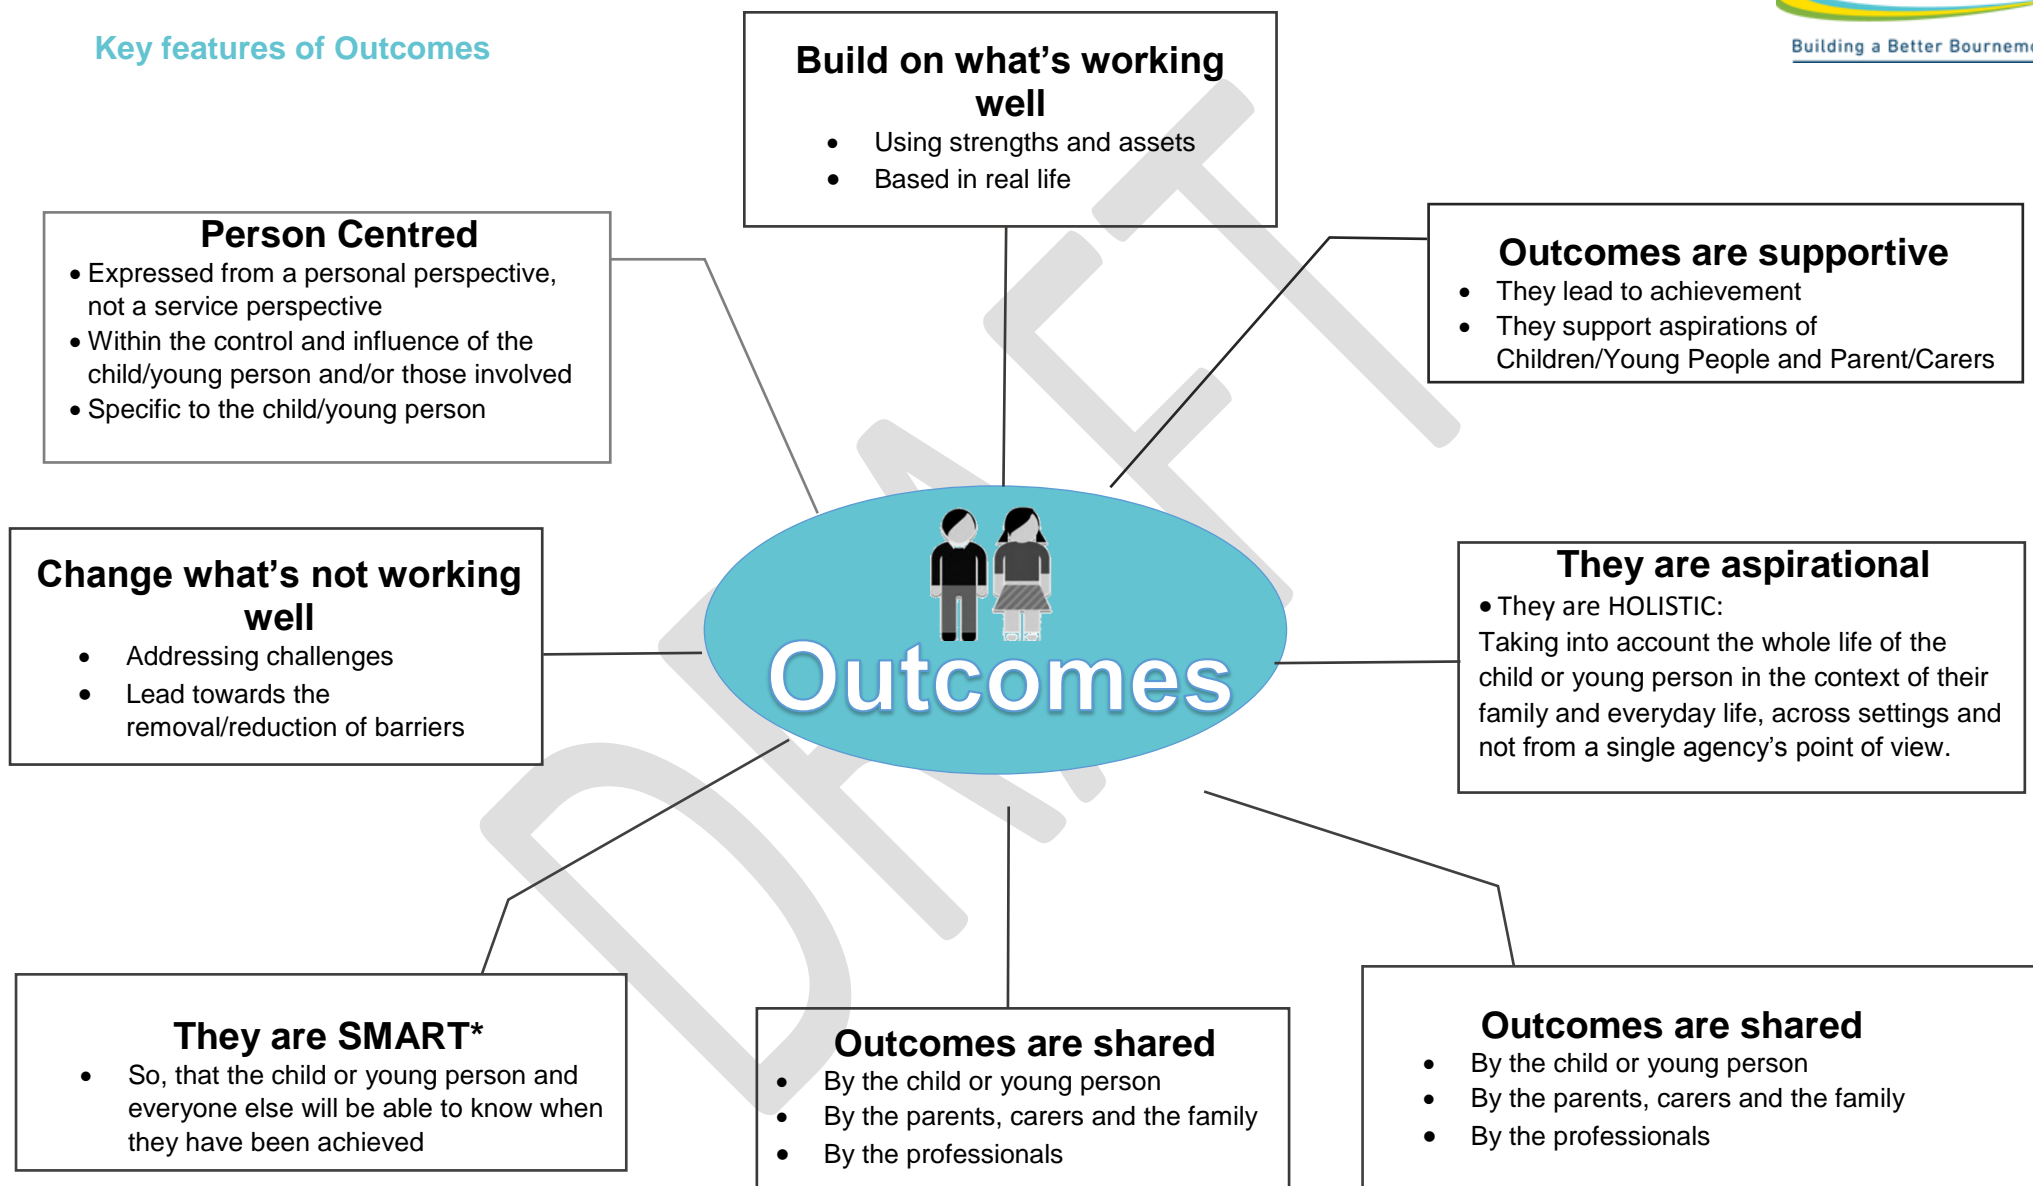 Key features of Outcomes
Building a Better Bournemo
Build on what's working
well
• Using strengths and assets
• Based in real life
Person Centred
• Expressed from a personal perspective,
not a service perspective
• Within the control and influence of the
child/young person and/or those involved
• Specific to the child/young person
Outcomes are supportive
• They lead to achievement
• They support aspirations of
Children/Young People and Parent/Carers
Change what's not working
well
• Addressing challenges
• Lead towards the
removal/reduction of barriers
Outcomes
They are aspirational
• They are HOLISTIC:
Taking into account the whole life of the
child or young person in the context of their
family and everyday life, across settings and
not from a single agency's point of view.
They are SMART*
• So, that the child or young person and
everyone else will be able to know when
they have been achieved
Outcomes are shared
• By the child or young person
• By the parents, carers and the family
• By the professionals
Outcomes are shared
• By the child or young person
• By the parents, carers and the family
• By the professionals
DRAFT